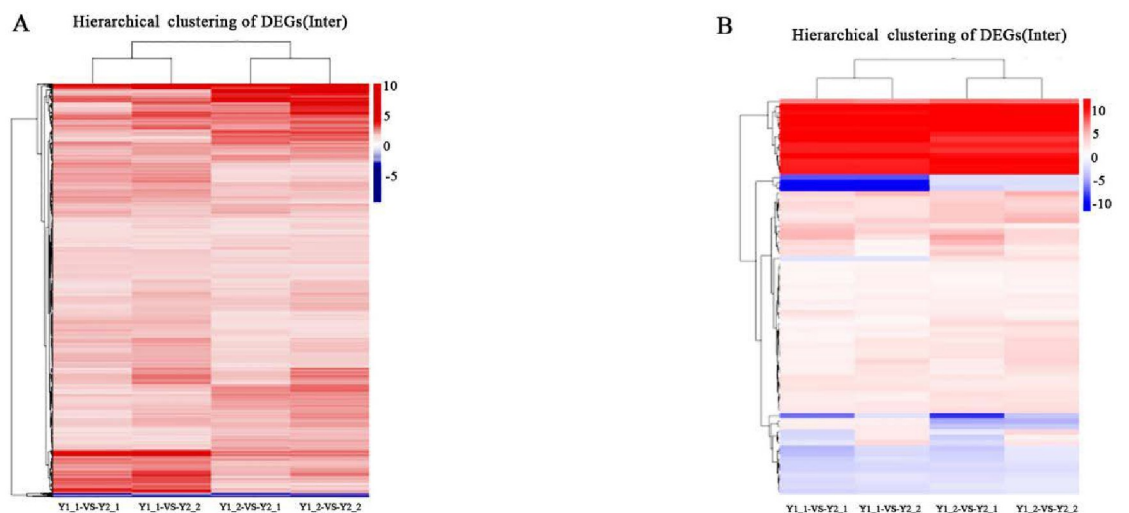 A
Hierarchical clustering of DEGs(Inter)
10
5
0
-5
Y1_1-VS-Y2_1 Y1_1-VS-Y2_2 Y1_2-VS-Y2_1 Y1_2-VS-Y2_2
B
Hierarchical clustering of DEGs(Inter)
10
5
0
-5
-10
Y1_1-VS-Y2_1 Y1_1-VS-Y2_2 Y1_2-VS-Y2_1 Y1_2-VS-Y2_2